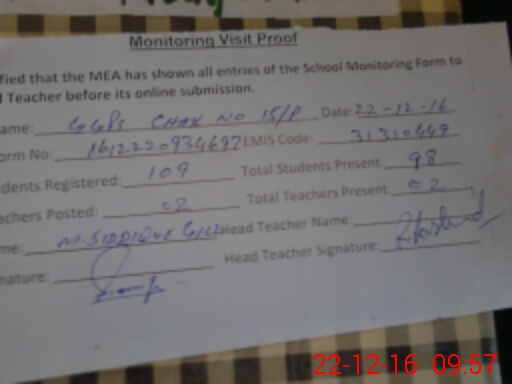 Monitoring Visit Proof
fied that the MEA has shown all entries of the School Monitoring Form to
d Teacher before its online submission.
ame: GGPS CHAK NO 15/P Date: 22-12-16
orm No: 1612220934697 EMIS Code: 31310449
dents Registered: 109 Total Students Present: 98
achers Posted: 02 Total Teachers Present: 02
me: M. SIDDIQUE GILL Head Teacher Name:
nature: Head Teacher Signature:
22-12-16 09:57